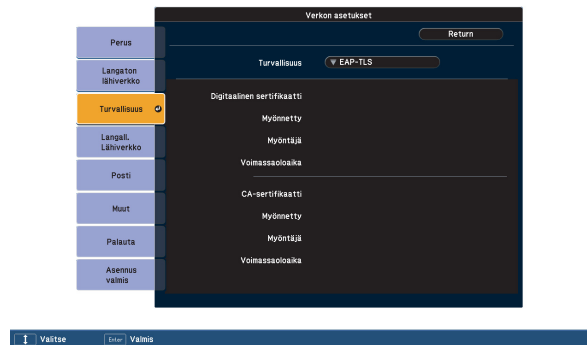 Verkon asetukset
Return
Perus
Langaton
lähiverkko
Turvallisuus
Langall.
Lähiverkko
Posti
Muut
Palauta
Asennus
valmis
Turvallisuus
EAP-TLS
Digitaalinen sertifikaatti
Myönnetty
Myöntäjä
Voimassaoloaika
CA-sertifikaatti
Myönnetty
Myöntäjä
Voimassaoloaika
Valitse
Enter Valmis